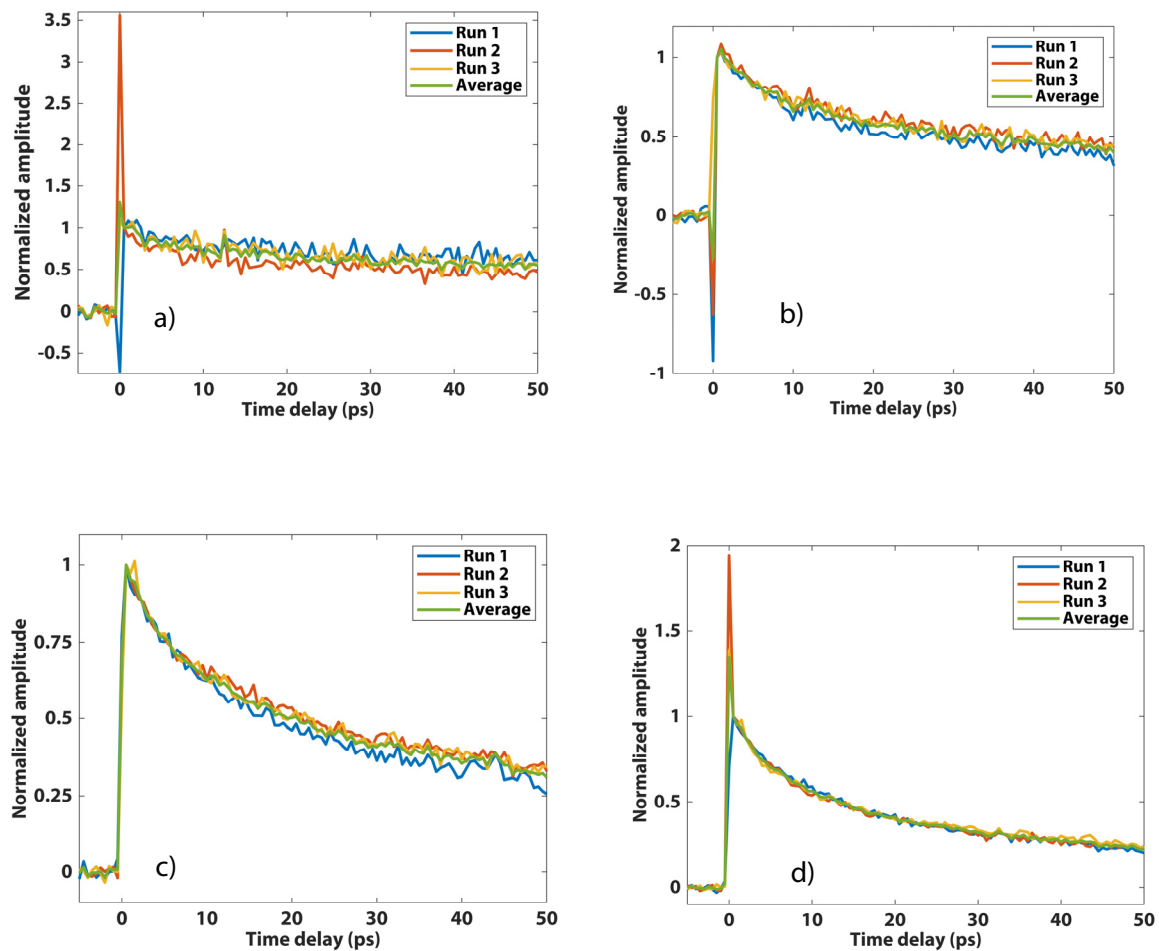 Normalized amplitude
3.5
3
2.5
2
1.5
1
0.5
0
-0.5
Run 1
Run 2
Run 3
Average
a)
0
10
20
30
40
50
Time delay (ps)
Normalized amplitude
1
0.5
0
-0.5
-1
Run 1
Run 2
Run 3
Average
b)
0
10
20
30
40
50
Time delay (ps)
Normalized amplitude
1
0.75
0.5
0.25
0
Run 1
Run 2
Run 3
Average
c)
0
10
20
30
40
50
Time delay (ps)
Normalized amplitude
2
1.5
1
0.5
0
Run 1
Run 2
Run 3
Average
d)
0
10
20
30
40
50
Time delay (ps)